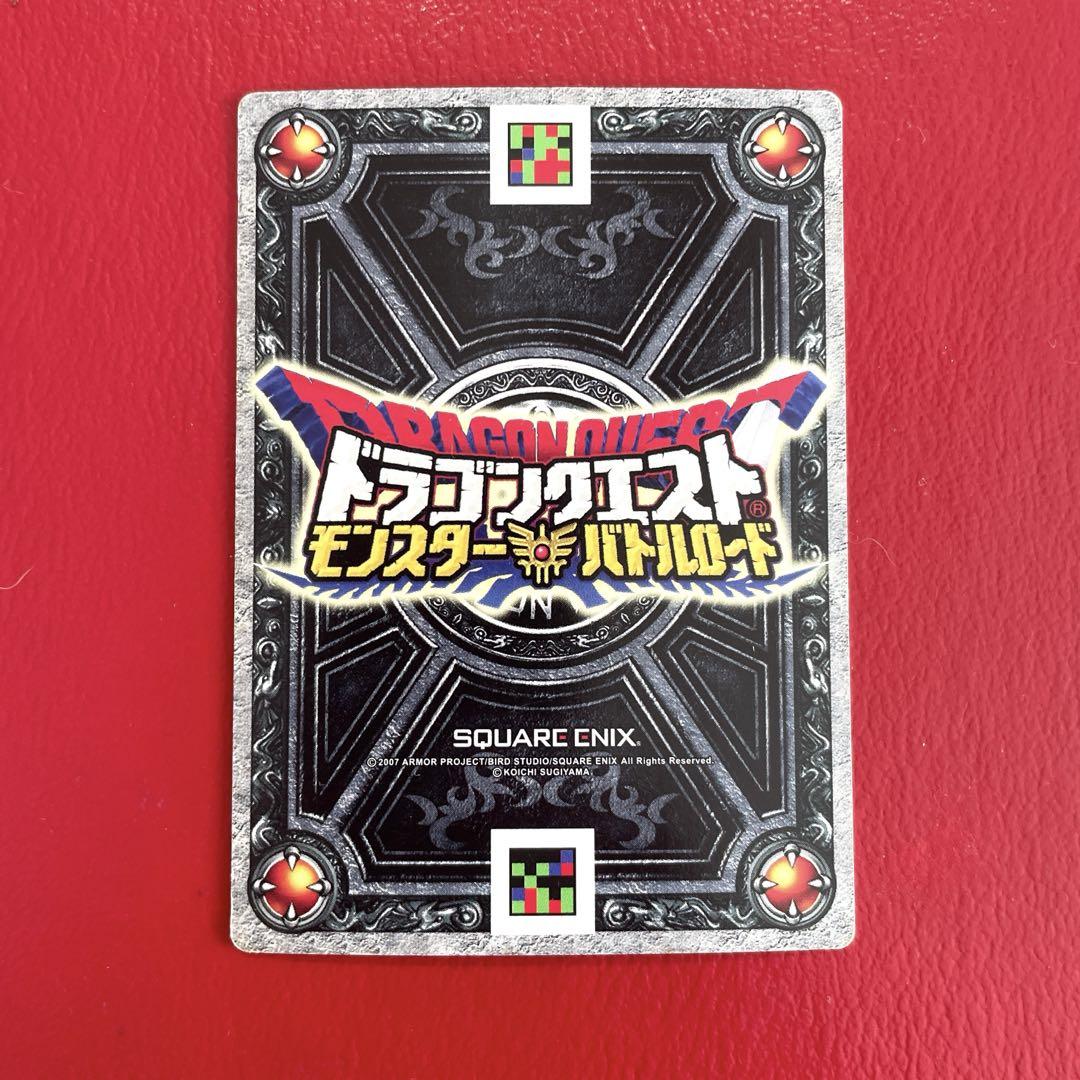 DRAGON QUEST
ドラゴンクエスト®
モンスターバトルロード
SQUARE ENIX®
©2007 ARMOR PROJECT/BIRD STUDIO/SQUARE ENIX All Rights Reserved.
©KOICHI SUGIYAMA